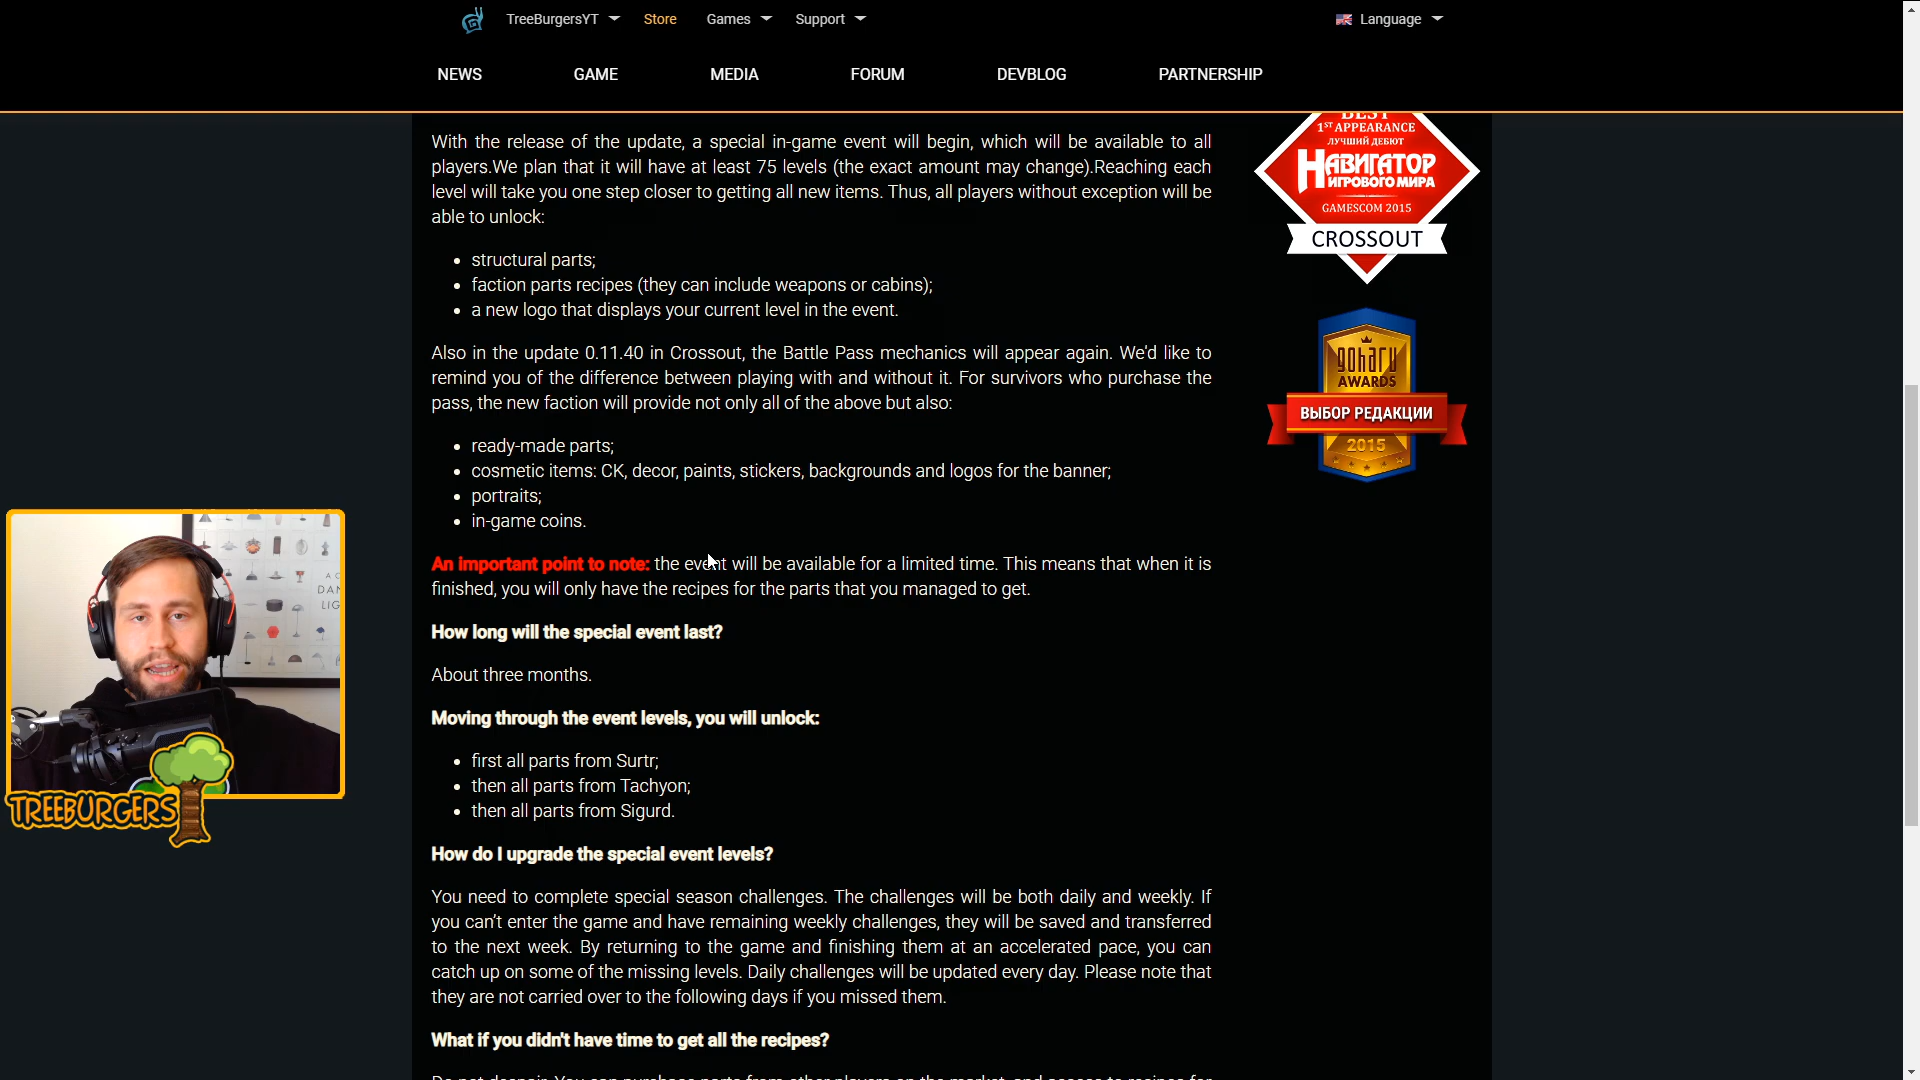 TreeBurgersYT
Store
Games
Support
Language
NEWS
GAME
MEDIA
FORUM
DEVBLOG
PARTNERSHIP
With the release of the update, a special in-game event will begin, which will be available to all
players.We plan that it will have at least 75 levels (the exact amount may change).Reaching each
level will take you one step closer to getting all new items. Thus, all players without exception will be
able to unlock:
structural parts;
faction parts recipes (they can include weapons or cabins);
a new logo that displays your current level in the event.
Also in the update 0.11.40 in Crossout, the Battle Pass mechanics will appear again. We'd like to
remind you of the difference between playing with and without it. For survivors who purchase the
pass, the new faction will provide not only all of the above but also:
ready-made parts;
cosmetic items: CK, decor, paints, stickers, backgrounds and logos for the banner;
portraits;
in-game coins.
An important point to note: the event will be available for a limited time. This means that when it is
finished, you will only have the recipes for the parts that you managed to get.
How long will the special event last?
About three months.
Moving through the event levels, you will unlock:
first all parts from Surtr;
then all parts from Tachyon;
then all parts from Sigurd.
How do I upgrade the special event levels?
You need to complete special season challenges. The challenges will be both daily and weekly. If
you can't enter the game and have remaining weekly challenges, they will be saved and transferred
to the next week. By returning to the game and finishing them at an accelerated pace, you can
catch up on some of the missing levels. Daily challenges will be updated every day. Please note that
they are not carried over to the following days if you missed them.
What if you didn't have time to get all the recipes?
BEST
1ST APPEARANCE
ЛУЧШИЙ ДЕБЮТ
НАВИГАТОР
ИГРОВОГО МИРА
GAMESCOM 2015
CROSSOUT
goharu
AWARDS
ВЫБОР РЕДАКЦИИ
2015
TREEBURGERS